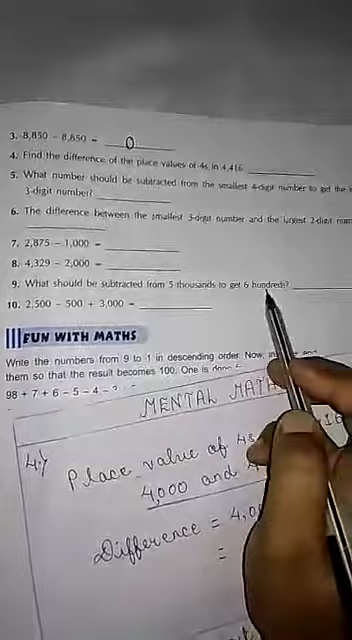 3. 8,850 - 8,850 = 0
4. Find the difference of the place values of 4s in 4,416
5. What number should be subtracted from the smallest 4-digit number to get the
3-digit number?
6. The difference between the smallest 3-digit number and the largest 2-digit
7. 2,875 - 1,000 =
8. 4,329 - 2,000 =
9. What should be subtracted from 5 thousands to get 6 hundreds?
10. 2,500 - 500 + 3,000 =
FUN WITH MATHS
Write the numbers from 9 to 1 in descending order. Now,
them so that the result becomes 100. One is
98 + 7 + 6 - 5 - 4 -
MENTAL
4.) Place value of 4s
4,000 and
Difference =
=